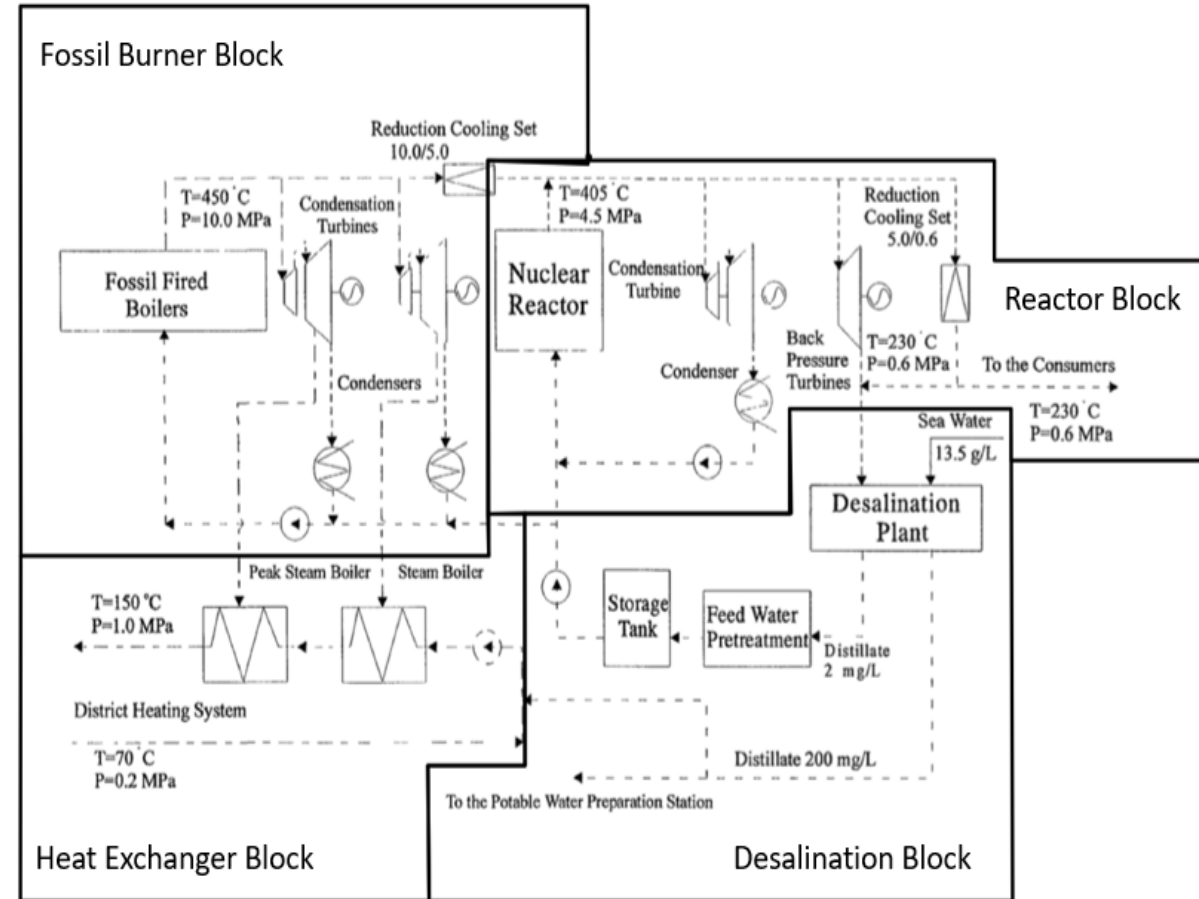 Fossil Burner Block
Reduction Cooling Set
10.0/5.0
T=450°C
P=10.0 MPa
Condensation
Turbines
Fossil Fired
Boilers
Condensers
T=405°C
P=4.5 MPa
Nuclear
Reactor
Condensation
Turbine
Condenser
Reduction
Cooling Set
5.0/0.6
Reactor Block
Back
Pressure
Turbines
T=230°C
P=0.6 MPa
To the Consumers
T=230°C
P=0.6 MPa
Sea Water
13.5 g/L
Desalination
Plant
Peak Steam Boiler
Steam Boiler
T=150°C
P=1.0 MPa
Storage
Tank
Feed Water
Pretreatment
Distillate
2 mg/L
District Heating System
T=70°C
P=0.2 MPa
Distillate 200 mg/L
To the Potable Water Preparation Station
Heat Exchanger Block
Desalination Block